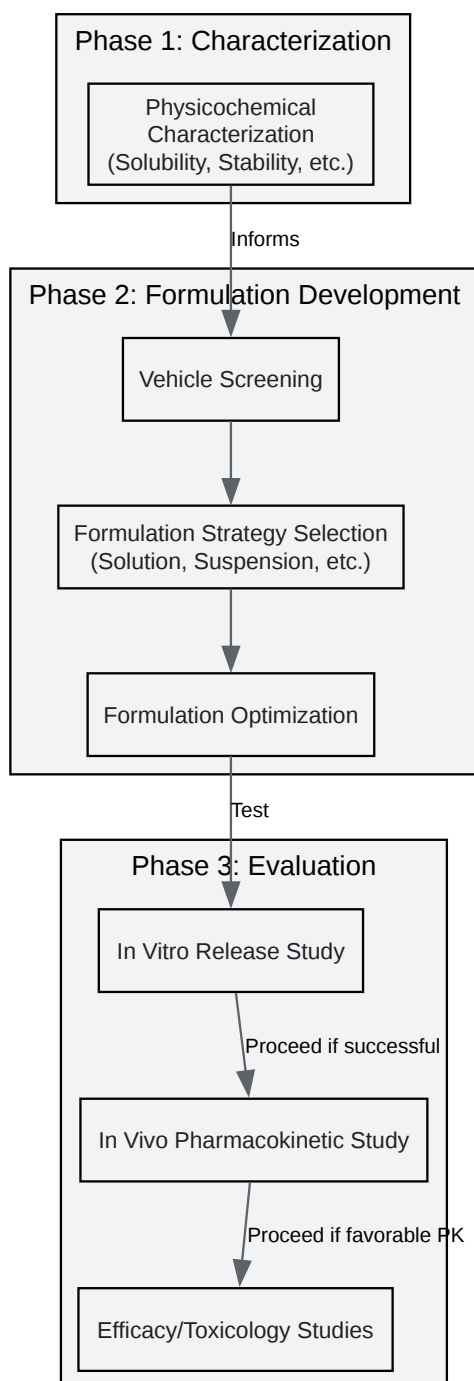 Phase 1: Characterization
Physicochemical
Characterization
(Solubility, Stability, etc.)
Informs
Phase 2: Formulation Development
Vehicle Screening
Formulation Strategy Selection
(Solution, Suspension, etc.)
Formulation Optimization
Test
Phase 3: Evaluation
In Vitro Release Study
Proceed if successful
In Vivo Pharmacokinetic Study
Proceed if favorable PK
Efficacy/Toxicology Studies